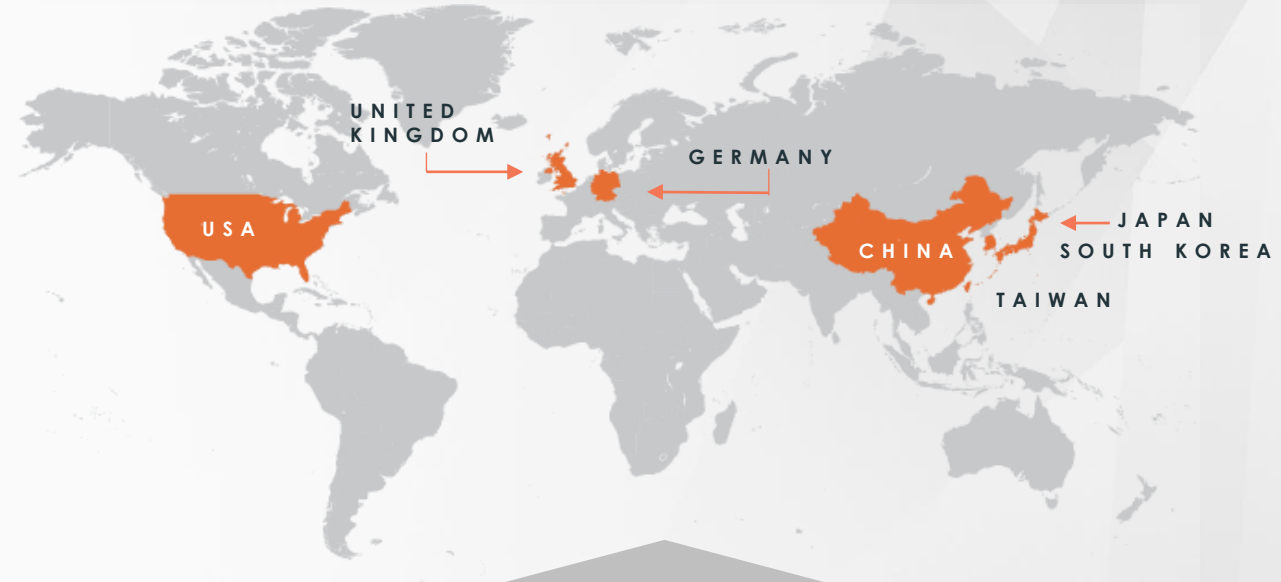 UNITED
KINGDOM
GERMANY
USA
CHINA
JAPAN
SOUTH KOREA
TAIWAN